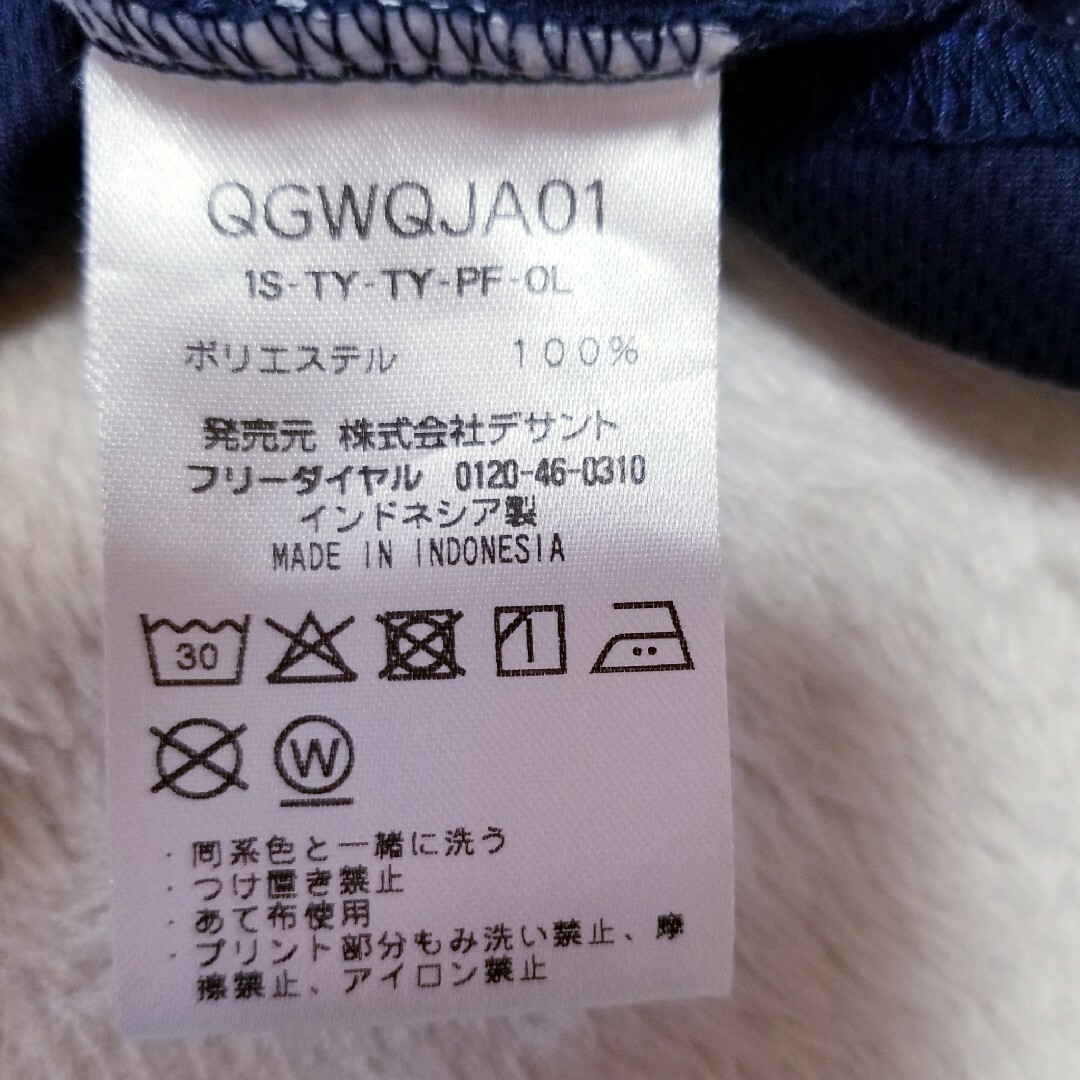 QGWQJA01
1S-TY-TY-PF-OL
ポリエステル 100%
発売元 株式会社デサント
フリーダイヤル 0120-46-0310
インドネシア製
MADE IN INDONESIA
30
W
・同系色と一緒に洗う
・つけ置き禁止
・あて布使用
・プリント部分もみ洗い禁止、摩
擦禁止、アイロン禁止